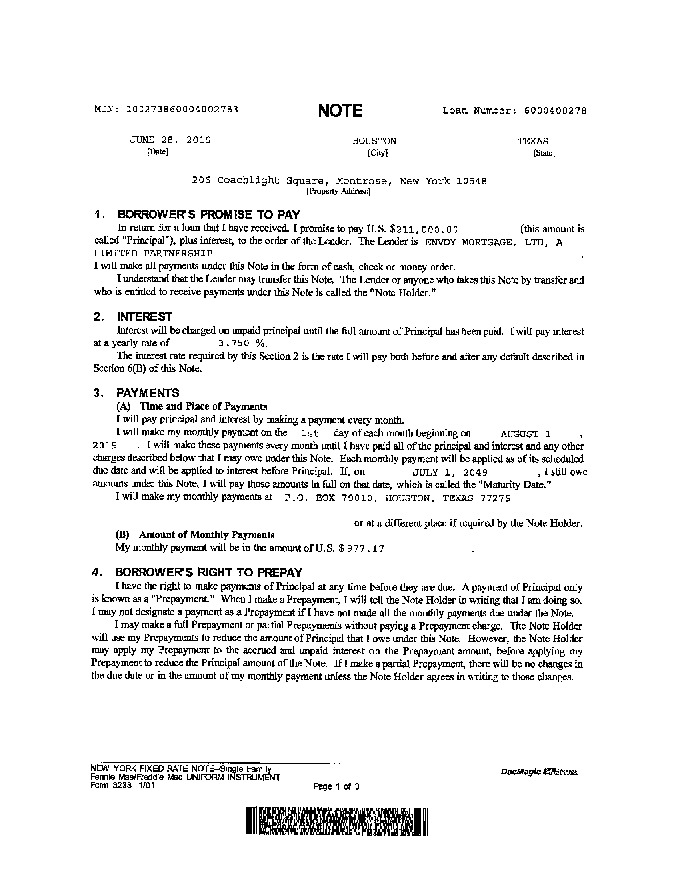 MIN: 100273860004002783
NOTE
Loan Number: 6000400278
JUNE 28, 2019
HOUSTON
TEXAS
[Date]
[City]
[State]
206 Coachlight Square, Montrose, New York 10548
[Property Address]
1. BORROWER'S PROMISE TO PAY
In return for a loan that I have received, I promise to pay U.S. $211,000.00 (this amount is
called "Principal"), plus interest, to the order of the Lender. The Lender is ENVOY MORTGAGE, LTD, A
LIMITED PARTNERSHIP .
I will make all payments under this Note in the form of cash, check or money order.
I understand that the Lender may transfer this Note. The Lender or anyone who takes this Note by transfer and
who is entitled to receive payments under this Note is called the "Note Holder."
2. INTEREST
Interest will be charged on unpaid principal until the full amount of Principal has been paid. I will pay interest
at a yearly rate of 3.750 %.
The interest rate required by this Section 2 is the rate I will pay both before and after any default described in
Section 6(B) of this Note.
3. PAYMENTS
(A) Time and Place of Payments
I will pay principal and interest by making a payment every month.
I will make my monthly payment on the 1st day of each month beginning on AUGUST 1 ,
2019 . I will make these payments every month until I have paid all of the principal and interest and any other
charges described below that I may owe under this Note. Each monthly payment will be applied as of its scheduled
due date and will be applied to interest before Principal. If, on JULY 1, 2049 , I still owe
amounts under this Note, I will pay those amounts in full on that date, which is called the "Maturity Date."
I will make my monthly payments at P.O. BOX 79010, HOUSTON, TEXAS 77279
or at a different place if required by the Note Holder.
(B) Amount of Monthly Payments
My monthly payment will be in the amount of U.S. $ 977.17 .
4. BORROWER'S RIGHT TO PREPAY
I have the right to make payments of Principal at any time before they are due. A payment of Principal only
is known as a "Prepayment." When I make a Prepayment, I will tell the Note Holder in writing that I am doing so.
I may not designate a payment as a Prepayment if I have not made all the monthly payments due under the Note.
I may make a full Prepayment or partial Prepayments without paying a Prepayment charge. The Note Holder
will use my Prepayments to reduce the amount of Principal that I owe under this Note. However, the Note Holder
may apply my Prepayment to the accrued and unpaid interest on the Prepayment amount, before applying my
Prepayment to reduce the Principal amount of the Note. If I make a partial Prepayment, there will be no changes in
the due date or in the amount of my monthly payment unless the Note Holder agrees in writing to those changes.
NEW YORK FIXED RATE NOTE--Single Family
Fannie Mae/Freddie Mac UNIFORM INSTRUMENT
Form 3233 1/01
Page 1 of 3
DocMagic